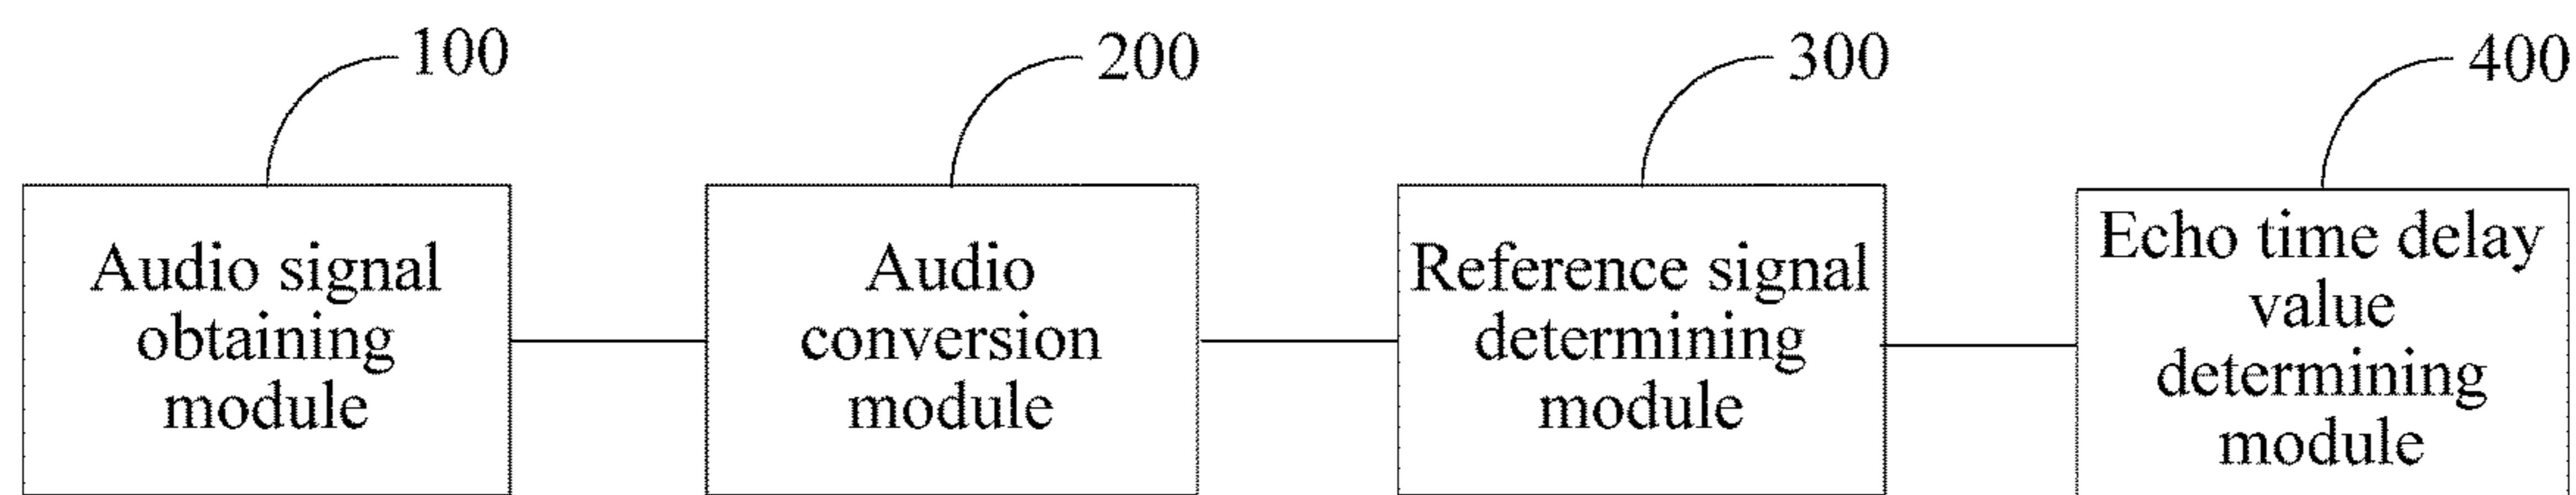 100
200
300
400
Audio signal
obtaining
module
Audio
conversion
module
Reference signal
determining
module
Echo time delay
value
determining
module